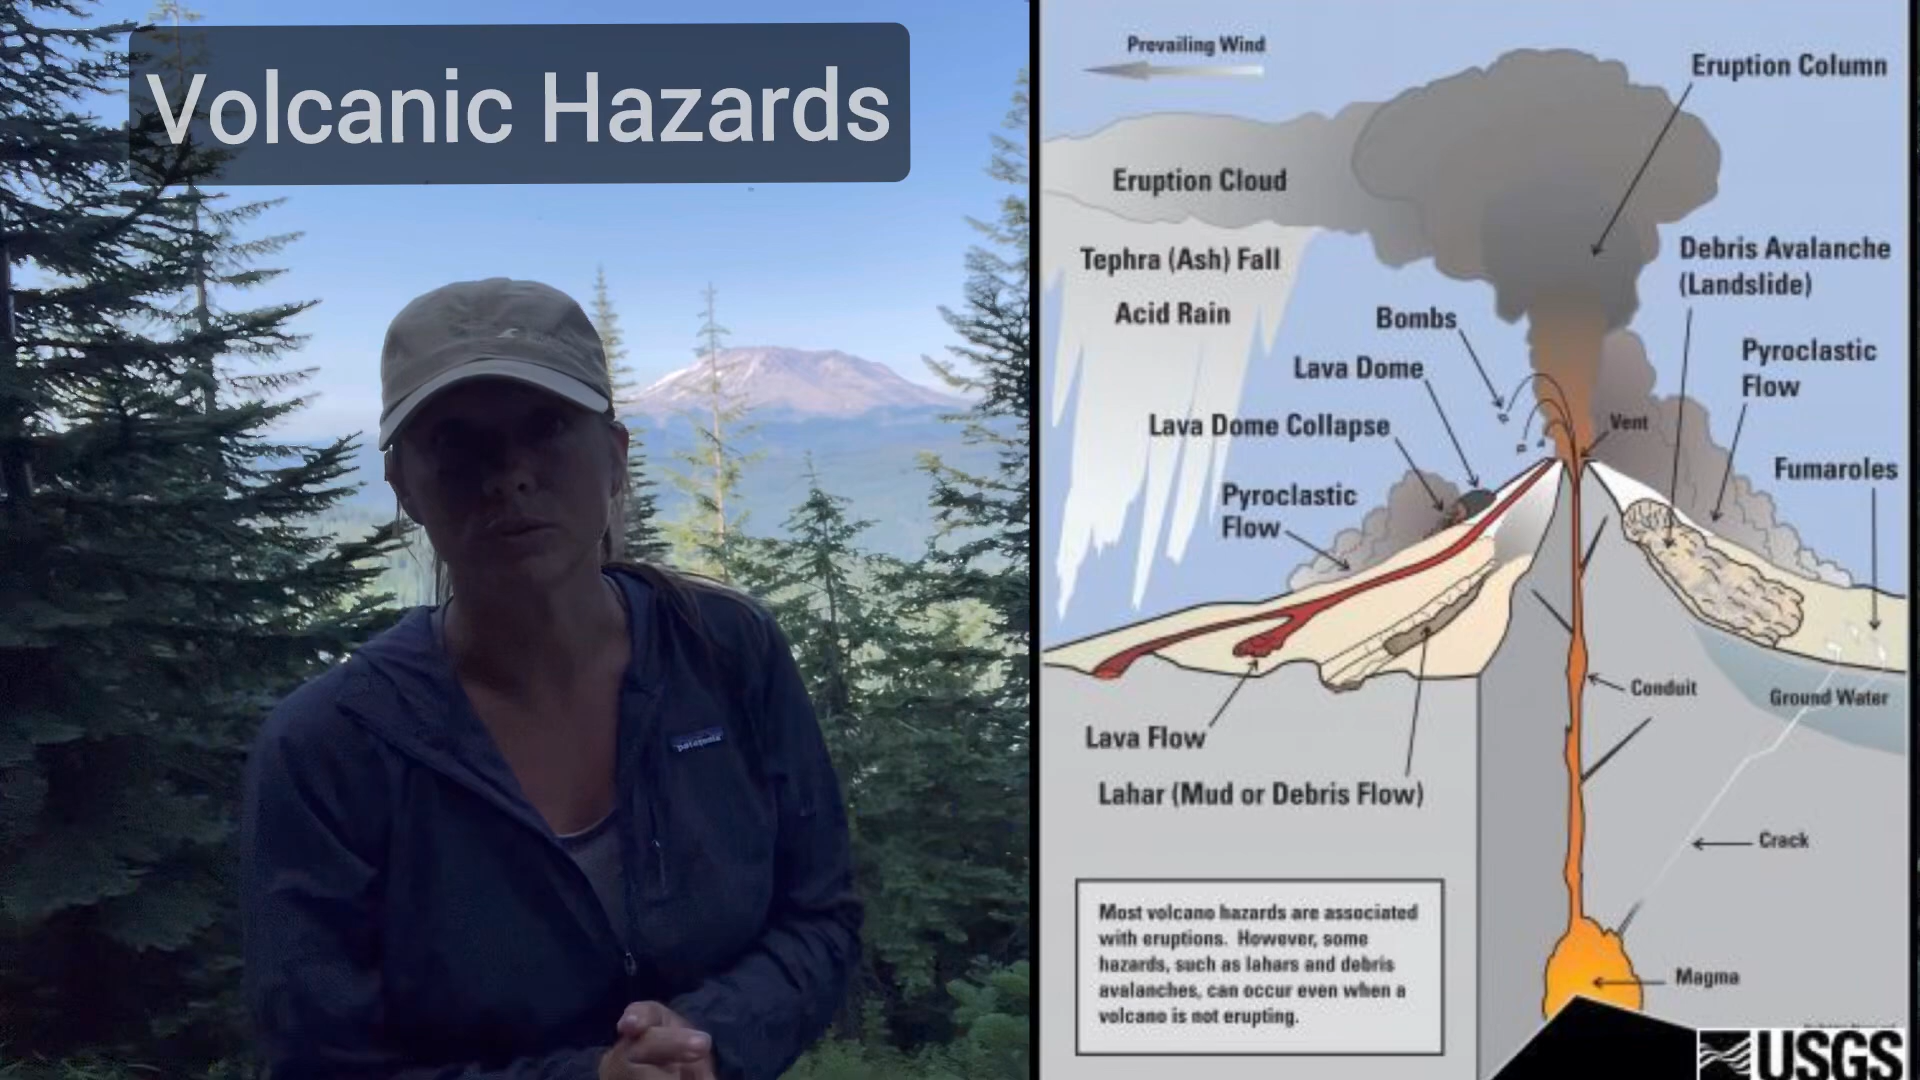 Volcanic Hazards
patagonia
Prevailing Wind
Eruption Column
Eruption Cloud
Tephra (Ash) Fall
Debris Avalanche
(Landslide)
Acid Rain
Bombs
Pyroclastic
Flow
Lava Dome
Lava Dome Collapse
Vent
Fumaroles
Pyroclastic
Flow
Conduit
Ground Water
Lava Flow
Lahar (Mud or Debris Flow)
Crack
Most volcano hazards are associated
with eruptions. However, some
hazards, such as lahars and debris
avalanches, can occur even when a
volcano is not erupting.
Magma
USGS